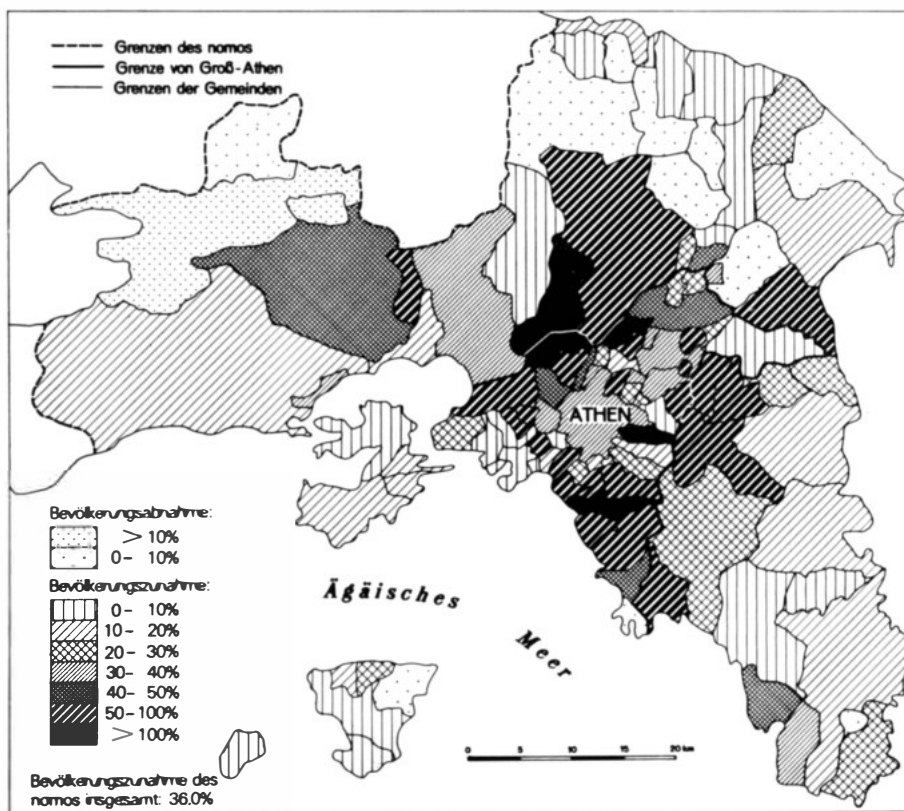 Grenzen des nomos
Grenze von Groß-Athen
Grenzen der Gemeinden
ATHEN
Bevölkerungsabnahme:
> 10%
0 - 10%
Bevölkerungszunahme:
0 - 10%
10 - 20%
20 - 30%
30 - 40%
40 - 50%
50 - 100%
> 100%
Bevölkerungszunahme des
nomos insgesamt: 36.0%
Ägäisches
Meer
0 5 10 15 20 km